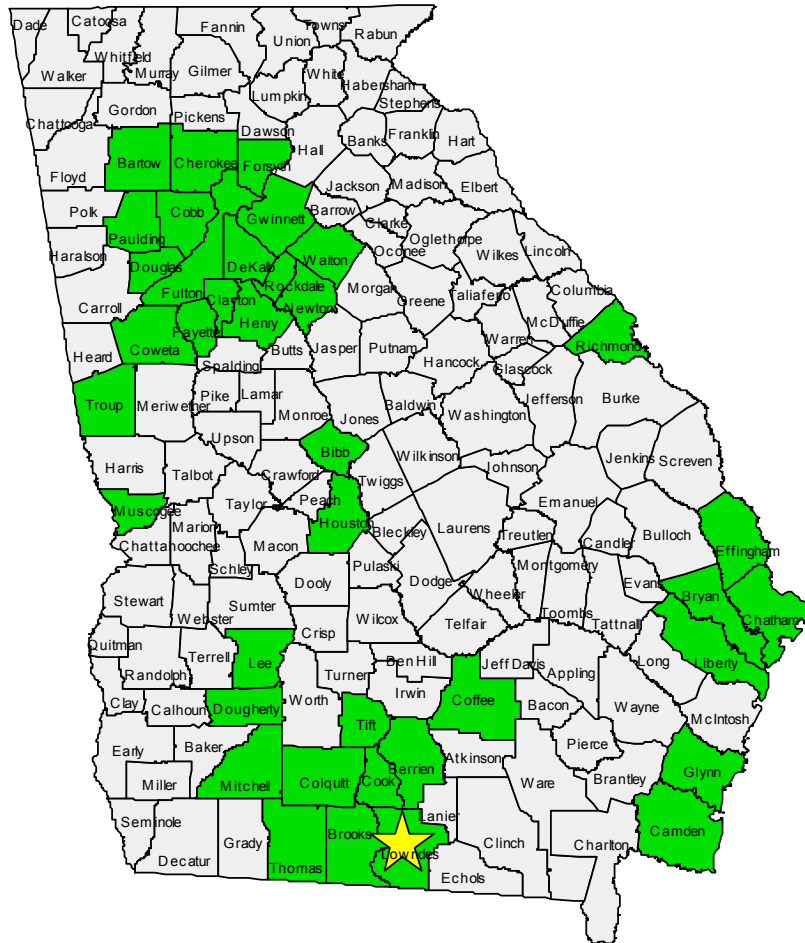 Dade
Catoosa
Fannin
Towns
Rabun
Union
Whitfield
Walker
Murray
Gilmer
White
Habersham
Lumpkin
Stephens
Chattooga
Gordon
Pickens
Dawson
Banks
Franklin
Hart
Hall
Floyd
Bartow
Cherokee
Forsyth
Jackson
Madison
Elbert
Polk
Cobb
Gwinnett
Barrow
Clarke
Oglethorpe
Wilkes
Lincoln
Haralson
Paulding
Douglas
DeKalb
Walton
Oconee
Carroll
Fulton
Clayton
Rockdale
Newton
Morgan
Greene
Taliaferro
Columbia
McDuffie
Heard
Coweta
Fayette
Henry
Butts
Spalding
Jasper
Putnam
Hancock
Warren
Glascock
Richmond
Troup
Meriwether
Pike
Lamar
Monroe
Jones
Baldwin
Washington
Jefferson
Burke
Upson
Bibb
Wilkinson
Harris
Talbot
Crawford
Twiggs
Johnson
Jenkins
Screven
Muscogee
Taylor
Peach
Houston
Laurens
Emanuel
Marion
Chattahoochee
Macon
Bleckley
Treutlen
Candler
Bulloch
Effingham
Schley
Dooly
Pulaski
Dodge
Wheeler
Montgomery
Evans
Bryan
Stewart
Webster
Sumter
Crisp
Wilcox
Telfair
Toombs
Tattnall
Chatham
Quitman
Randolph
Terrell
Lee
Turner
Ben Hill
Jeff Davis
Appling
Long
Liberty
Clay
Calhoun
Dougherty
Worth
Irwin
Coffee
Bacon
Wayne
McIntosh
Early
Baker
Tift
Atkinson
Pierce
Miller
Mitchell
Colquitt
Cook
Berrien
Ware
Brantley
Glynn
Seminole
Decatur
Grady
Thomas
Brooks
Lowndes
Lanier
Clinch
Charlton
Camden
Echols